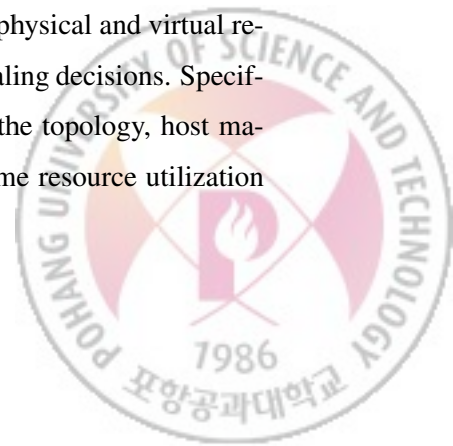 physical and virtual re-
aling decisions. Specif-
the topology, host ma-
me resource utilization
POHANG UNIVERSITY OF SCIENCE AND TECHNOLOGY
1986
포항공과대학교